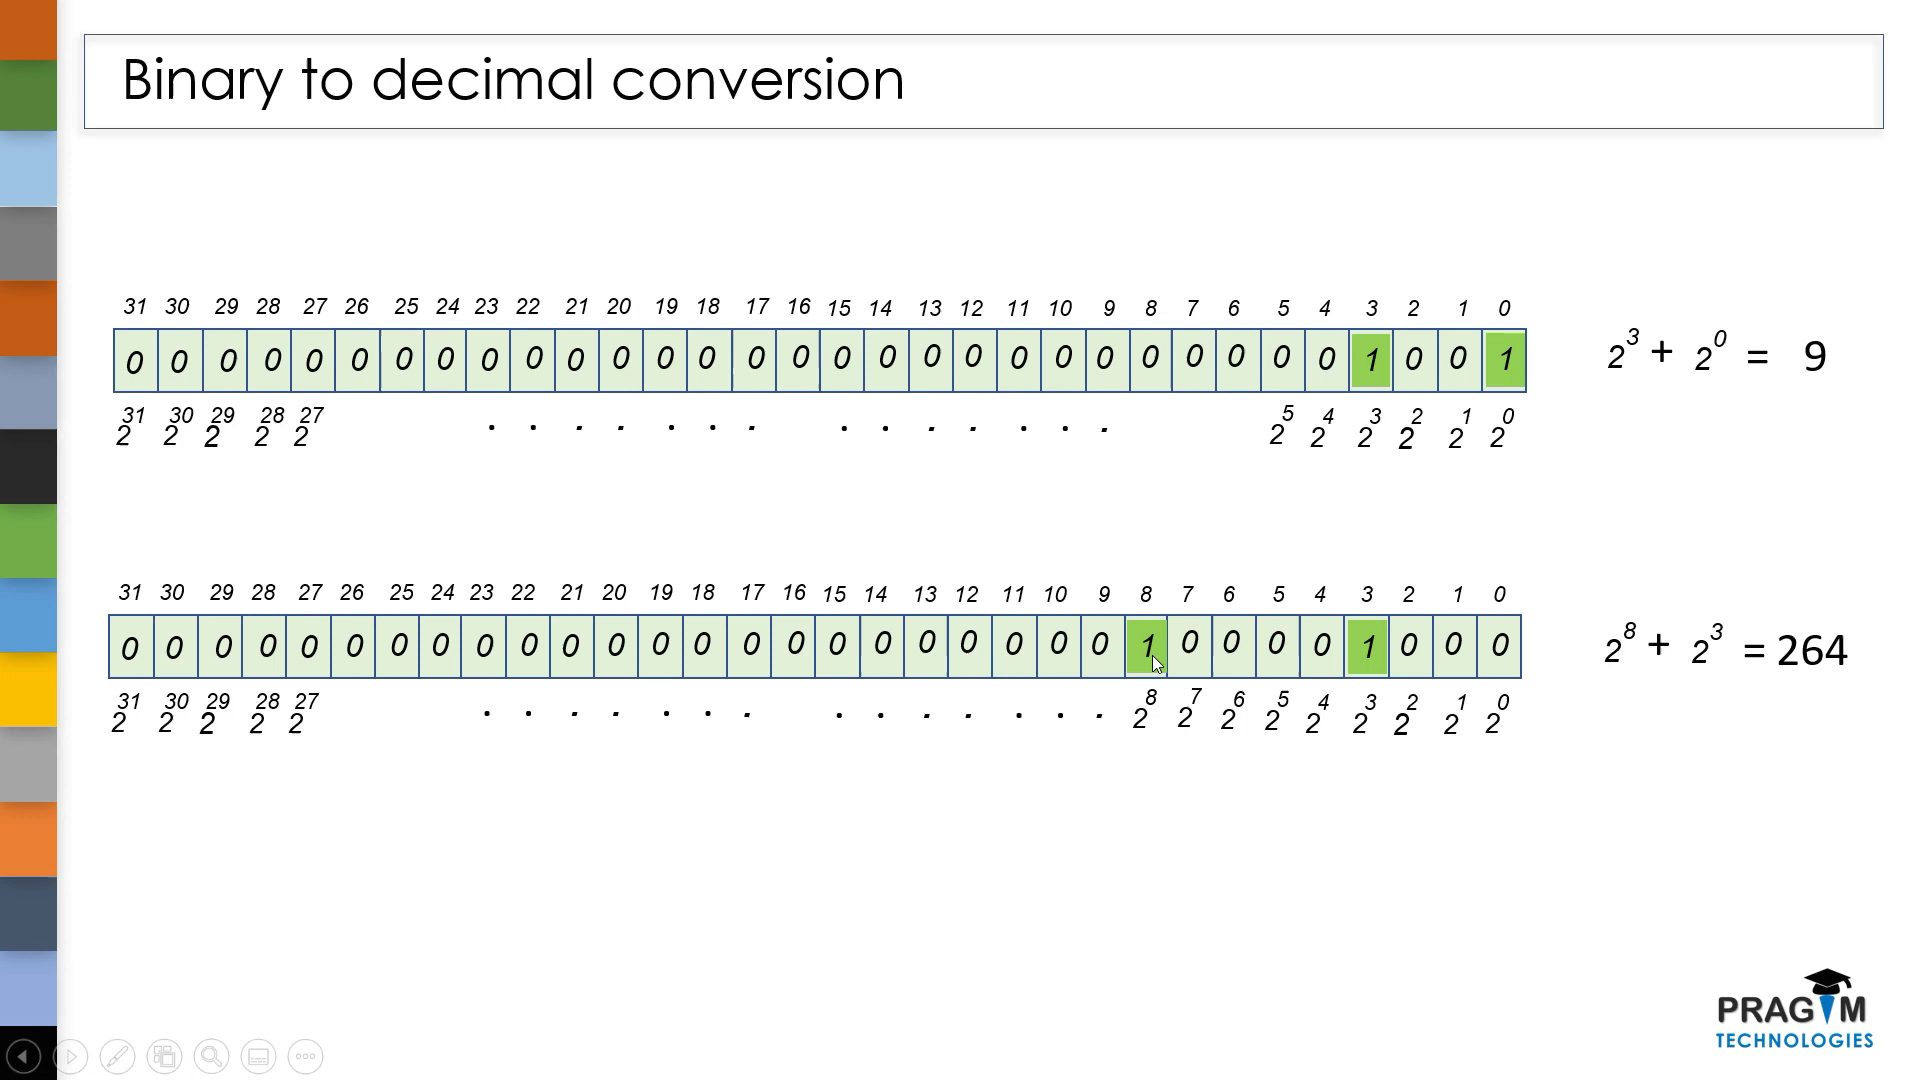 Binary to decimal conversion
31 30 29 28 27 26 25 24 23 22 21 20 19 18 17 16 15 14 13 12 11 10 9 8 7 6 5 4 3 2 1 0
0 0 0 0 0 0 0 0 0 0 0 0 0 0 0 0 0 0 0 0 0 0 0 0 0 0 0 0 1 0 0 1
2³ + 2⁰ = 9
2³¹ 2³⁰ 2²⁹ 2²⁸ 2²⁷ . . . . . . . . . . . . . . 2⁵ 2⁴ 2³ 2² 2¹ 2⁰
31 30 29 28 27 26 25 24 23 22 21 20 19 18 17 16 15 14 13 12 11 10 9 8 7 6 5 4 3 2 1 0
0 0 0 0 0 0 0 0 0 0 0 0 0 0 0 0 0 0 0 0 0 0 0 1 0 0 0 0 1 0 0 0
2⁸ + 2³ = 264
2³¹ 2³⁰ 2²⁹ 2²⁸ 2²⁷ . . . . . . . . . . . . . . 2⁸ 2⁷ 2⁶ 2⁵ 2⁴ 2³ 2² 2¹ 2⁰
PRAGIM
TECHNOLOGIES